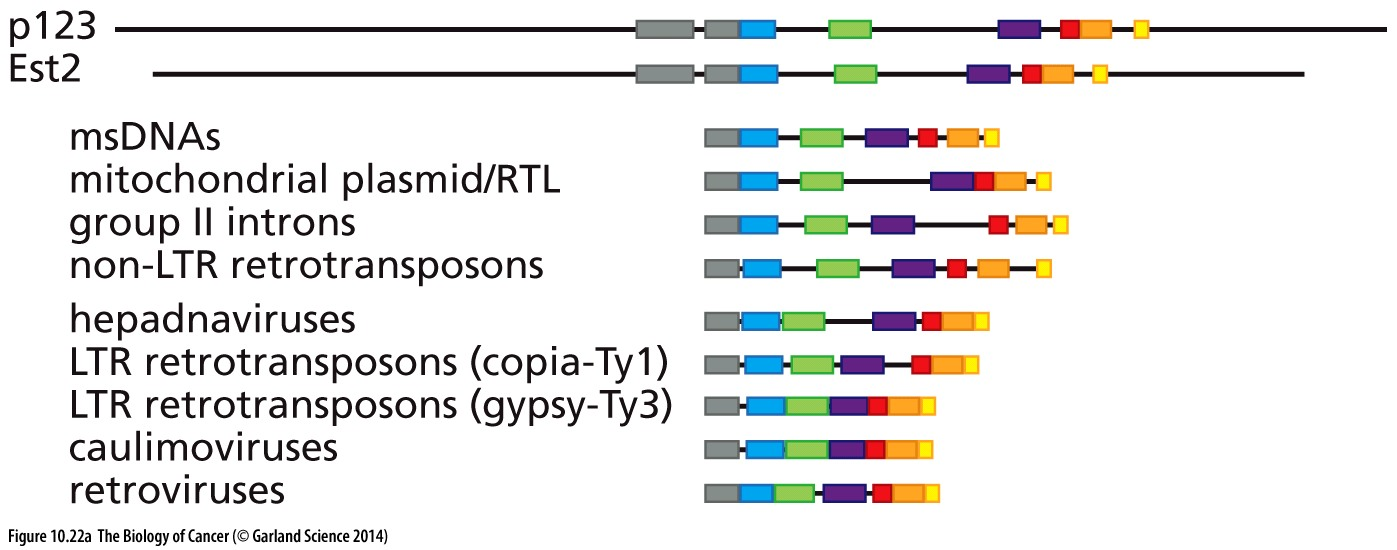 p123
Est2
msDNAs
mitochondrial plasmid/RTL
group II introns
non-LTR retrotransposons
hepadnaviruses
LTR retrotransposons (copia-Ty1)
LTR retrotransposons (gypsy-Ty3)
caulimoviruses
retroviruses
Figure 10.22a The Biology of Cancer (© Garland Science 2014)